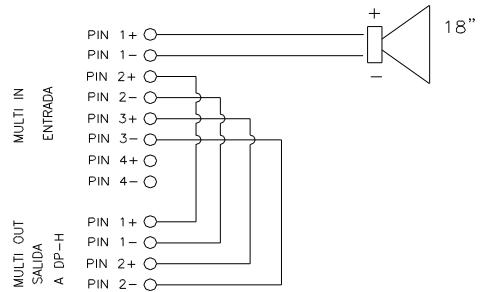 PIN 1+
PIN 1-
PIN 2+
PIN 2-
PIN 3+
PIN 3-
PIN 4+
PIN 4-
MULTI IN
ENTRADA
+
-
18"
PIN 1+
PIN 1-
PIN 2+
PIN 2-
MULTI OUT
SALIDA
A DP-H